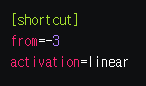 [shortcut]
from=-3
activation=linear